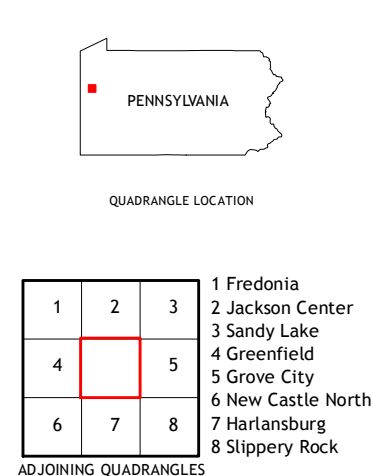 PENNSYLVANIA
QUADRANGLE LOCATION
1 2 3
4 5
6 7 8
1 Fredonia
2 Jackson Center
3 Sandy Lake
4 Greenfield
5 Grove City
6 New Castle North
7 Harlansburg
8 Slippery Rock
ADJOINING QUADRANGLES